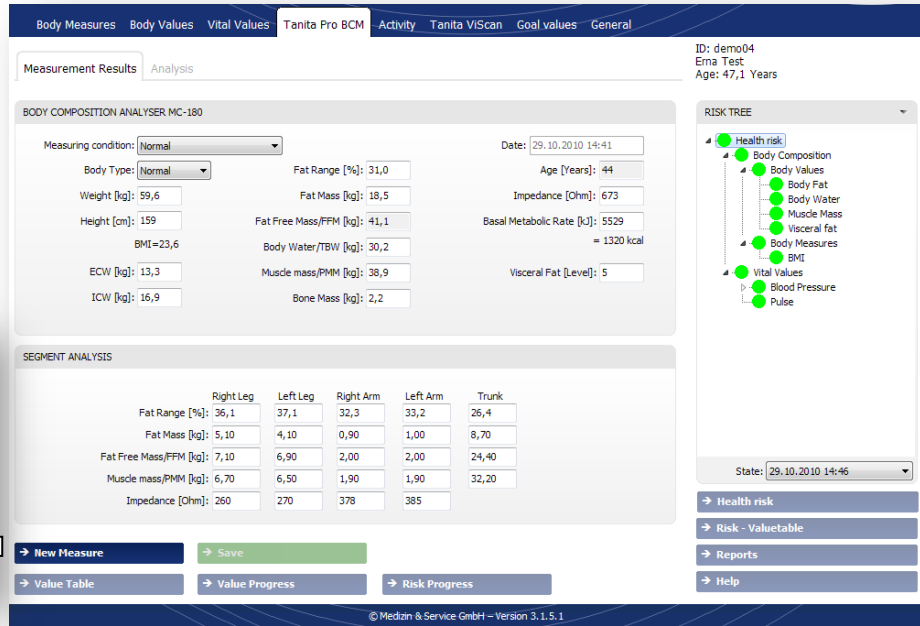 Body Measures Body Values Vital Values Tanita Pro BCM Activity Tanita ViScan Goal values General
ID: demo04
Erna Test
Age: 47,1 Years
Measurement Results Analysis
BODY COMPOSITION ANALYSER MC-180
Measuring condition: Normal Date: 29.10.2010 14:41
Body Type: Normal Fat Range [%]: 31,0 Age [Years]: 44
Weight [kg]: 59,6 Fat Mass [kg]: 18,5 Impedance [Ohm]: 673
Height [cm]: 159 Fat Free Mass/FFM [kg]: 41,1 Basal Metabolic Rate [kJ]: 5529
BMI=23,6 Body Water/TBW [kg]: 30,2 = 1320 kcal
ECW [kg]: 13,3 Muscle mass/PMM [kg]: 38,9 Visceral Fat [Level]: 5
ICW [kg]: 16,9 Bone Mass [kg]: 2,2
SEGMENT ANALYSIS
Right Leg Left Leg Right Arm Left Arm Trunk
Fat Range [%]: 36,1 37,1 32,3 33,2 26,4
Fat Mass [kg]: 5,10 4,10 0,90 1,00 8,70
Fat Free Mass/FFM [kg]: 7,10 6,90 2,00 2,00 24,40
Muscle mass/PMM [kg]: 6,70 6,50 1,90 1,90 32,20
Impedance [Ohm]: 260 270 378 385
RISK TREE
Health risk
Body Composition
Body Values
Body Fat
Body Water
Muscle Mass
Visceral fat
Body Measures
BMI
Vital Values
Blood Pressure
Pulse
State: 29.10.2010 14:46
→ Health risk
→ Risk - Valuetable
→ Reports
→ Help
→ New Measure → Save
→ Value Table → Value Progress → Risk Progress
© Medizin & Service GmbH – Version 3.1.5.1